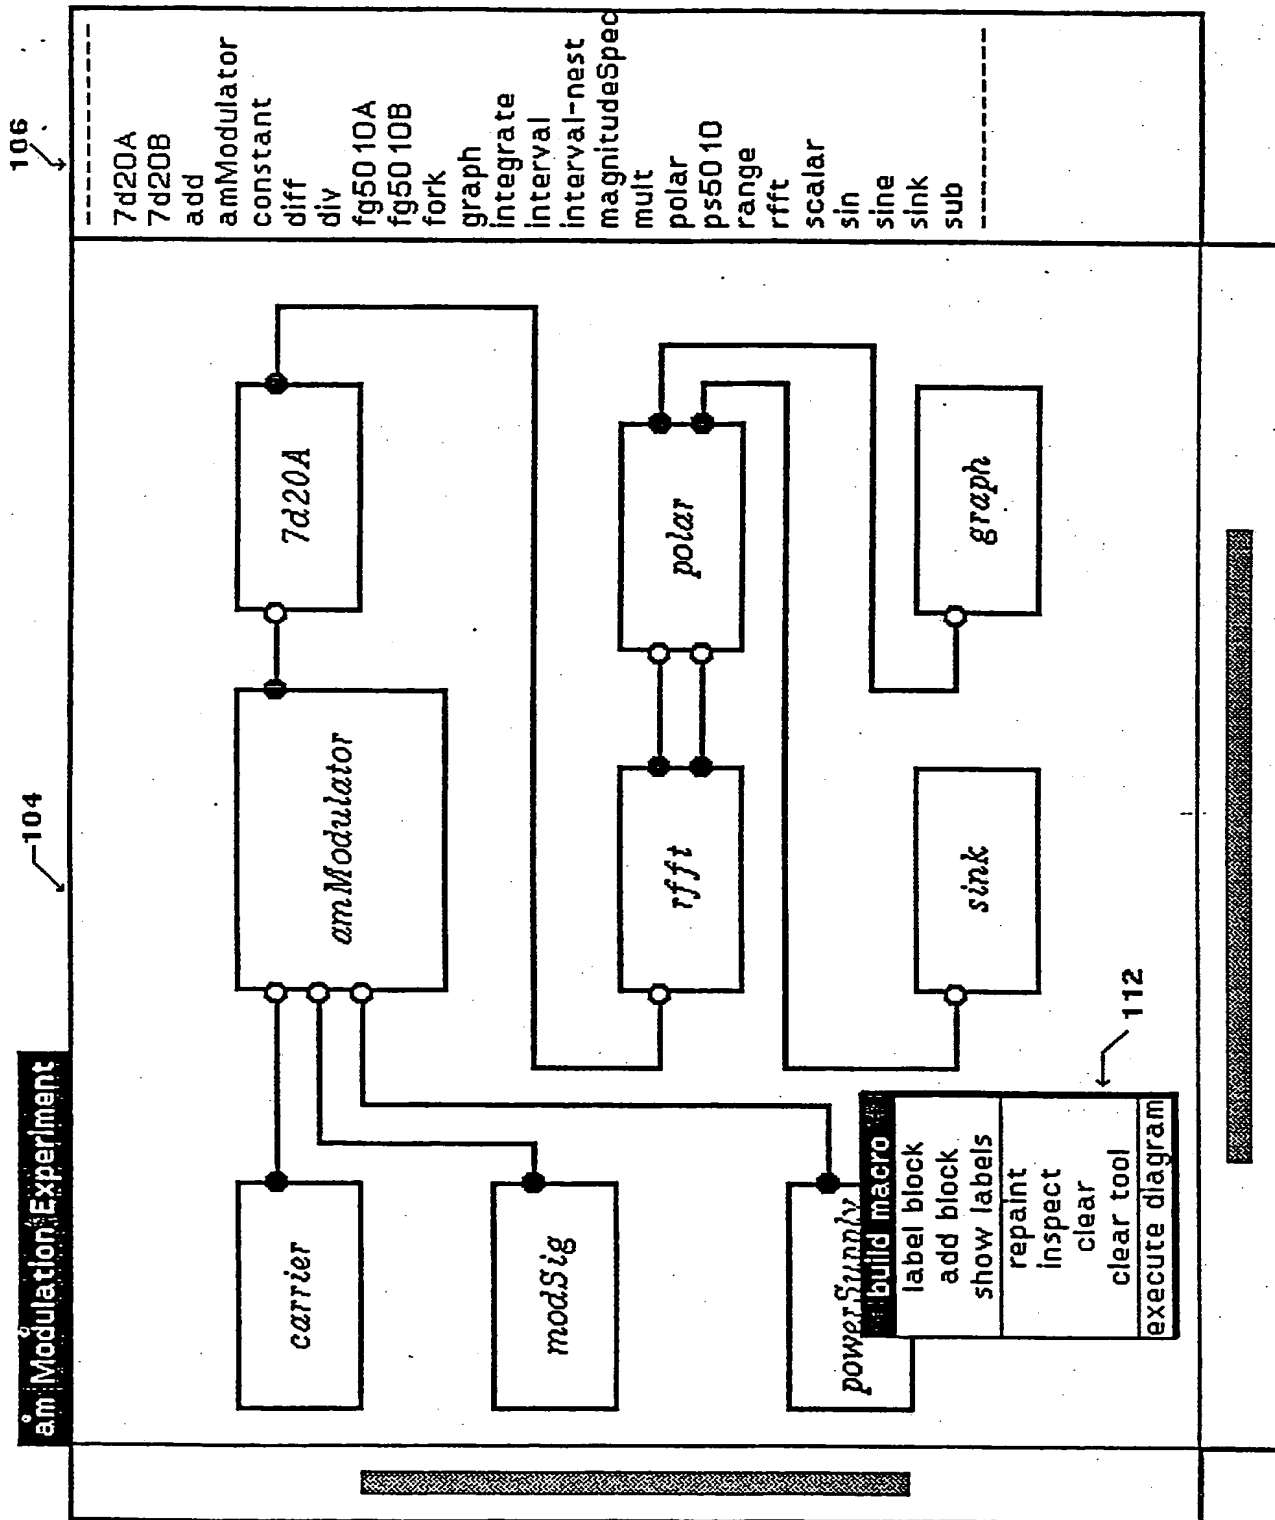 am Modulation Experiment
104
106
carrier
modSig
powerSupply
amModulator
7d20A
rfft
polar
sink
graph
build macro
label block
add block
show labels
repaint
inspect
clear
clear tool
execute diagram
112
--------------
7d20A
7d20B
add
amModulator
constant
diff
div
fg5010A
fg5010B
fork
graph
integrate
interval
interval-nest
magnitudeSpec
mult
polar
ps5010
range
rfft
scalar
sin
sine
sink
sub
--------------